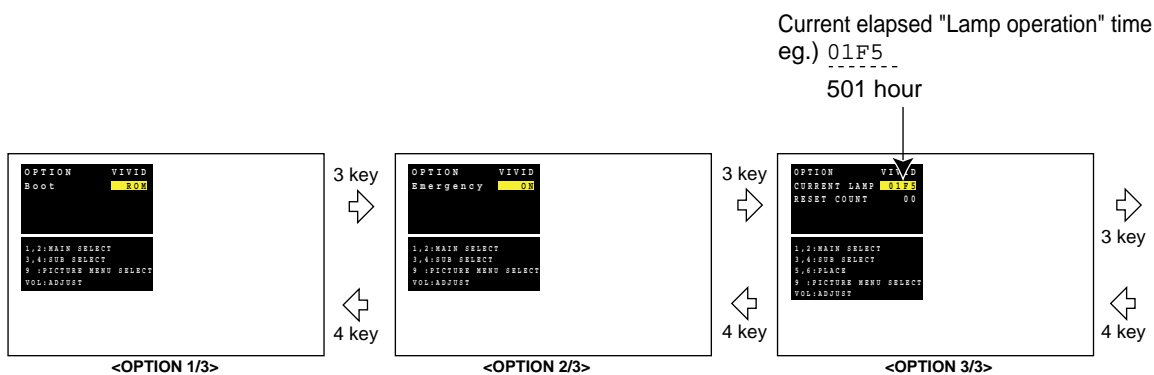 Current elapsed "Lamp operation" time
eg.) 01F5
501 hour
OPTION VIVID
Boot ROM
1,2:MAIN SELECT
3,4:SUB SELECT
9 :PICTURE MENU SELECT
VOL:ADJUST
<OPTION 1/3>
3 key
4 key
OPTION VIVID
Emergency ON
1,2:MAIN SELECT
3,4:SUB SELECT
9 :PICTURE MENU SELECT
VOL:ADJUST
<OPTION 2/3>
3 key
4 key
OPTION VIVID
CURRENT LAMP 01F5
RESET COUNT 00
1,2:MAIN SELECT
3,4:SUB SELECT
5,6:PLACE
9 :PICTURE MENU SELECT
VOL:ADJUST
<OPTION 3/3>
3 key
4 key